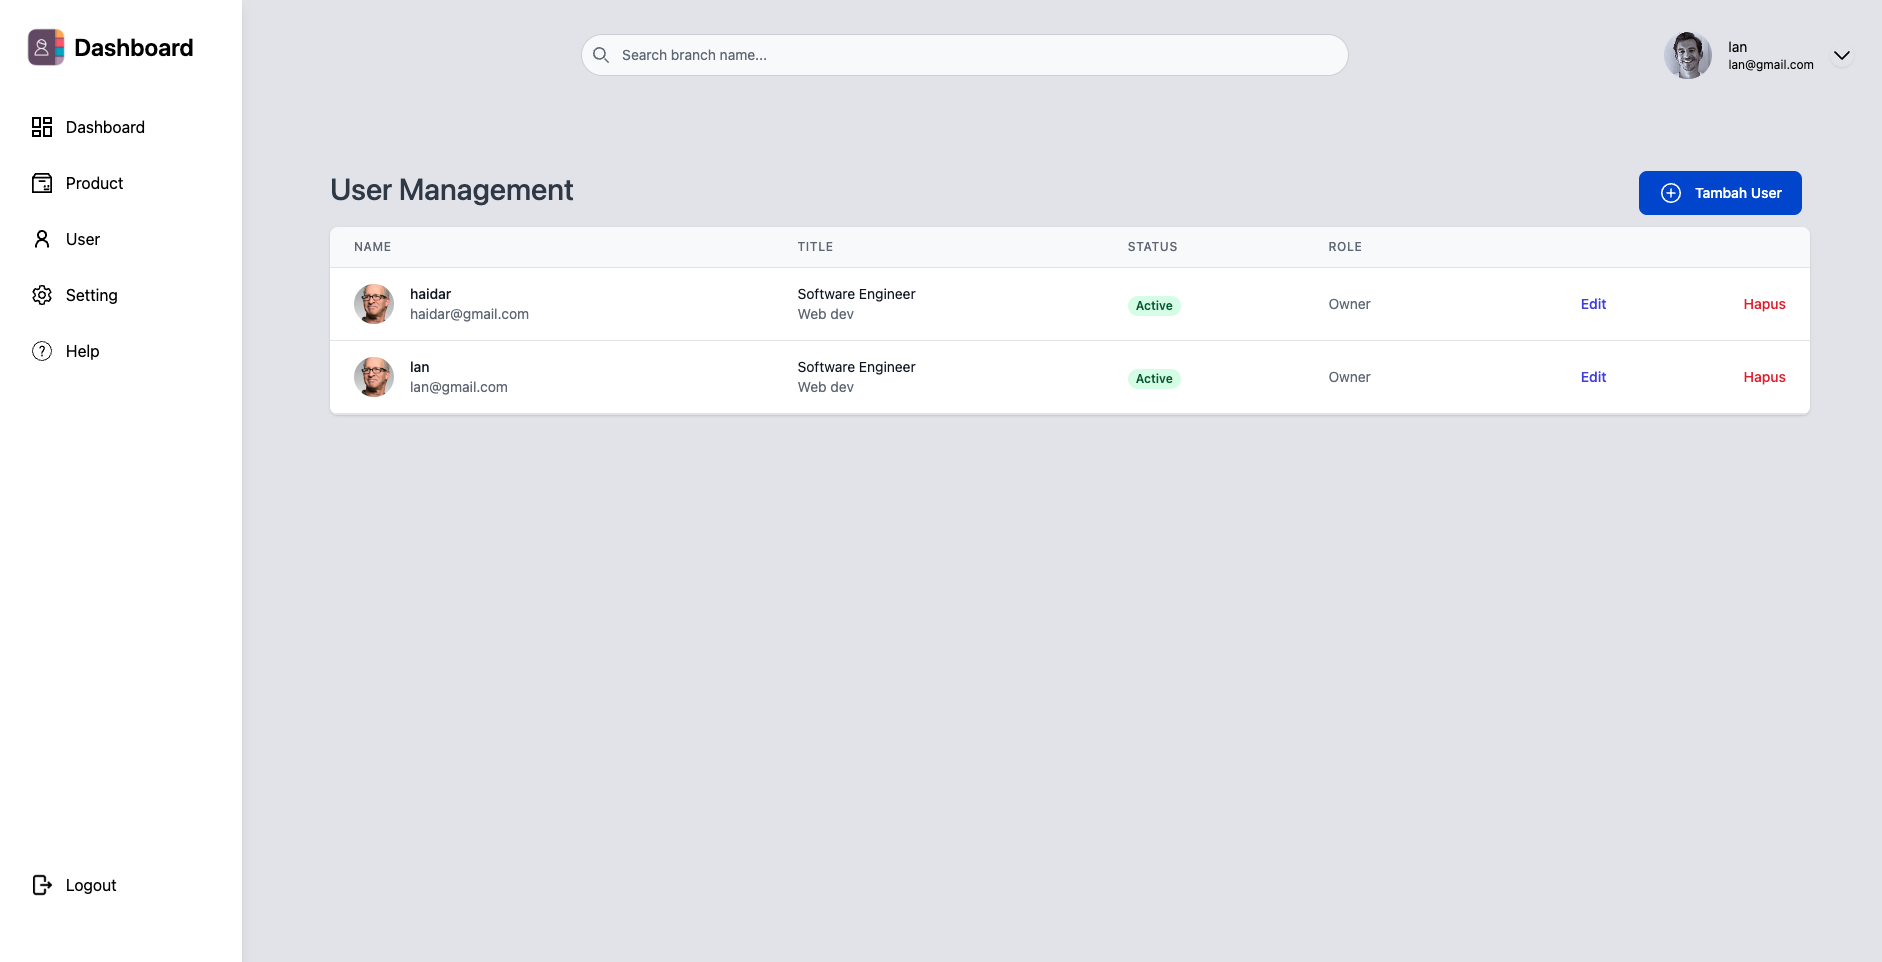 Dashboard
Search branch name...
Ian
Ian@gmail.com
Dashboard
Product
User
Setting
Help
Logout
User Management
Tambah User
NAME TITLE STATUS ROLE
haidar
haidar@gmail.com
Software Engineer
Web dev
Active
Owner
Edit
Hapus
Ian
Ian@gmail.com
Software Engineer
Web dev
Active
Owner
Edit
Hapus